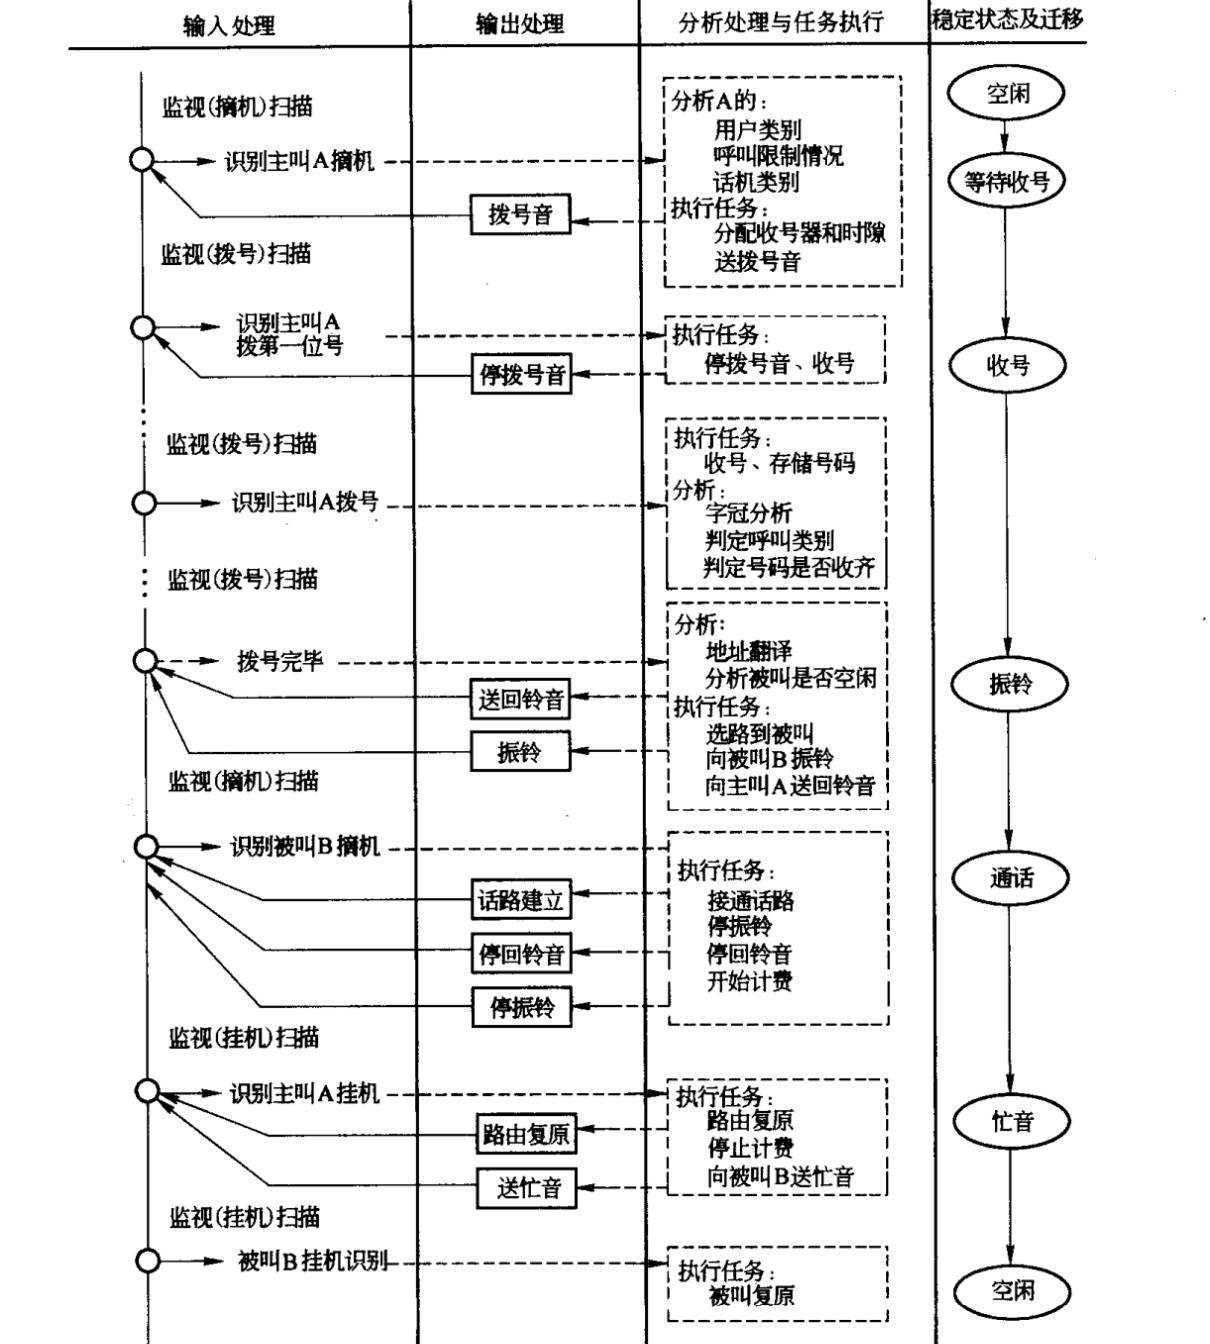 输入处理
输出处理
分析处理与任务执行
稳定状态及迁移
监视(摘机)扫描
分析A的:
用户类别
呼叫限制情况
话机类别
执行任务:
分配收号器和时隙
送拨号音
空闲
识别主叫A摘机
等待收号
拨号音
监视(拨号)扫描
识别主叫A
拨第一位号
执行任务:
停拨号音、收号
停拨号音
收号
监视(拨号)扫描
执行任务:
收号、存储号码
分析:
字冠分析
判定呼叫类别
判定号码是否收齐
识别主叫A拨号
监视(拨号)扫描
分析:
地址翻译
分析被叫是否空闲
执行任务:
选路到被叫
向被叫B振铃
向主叫A送回铃音
拨号完毕
送回铃音
振铃
振铃
监视(摘机)扫描
识别被叫B摘机
执行任务:
接通话路
停振铃
停回铃音
开始计费
通话
话路建立
停回铃音
停振铃
监视(挂机)扫描
识别主叫A挂机
执行任务:
路由复原
停止计费
向被叫B送忙音
忙音
路由复原
送忙音
监视(挂机)扫描
被叫B挂机识别
执行任务:
被叫复原
空闲